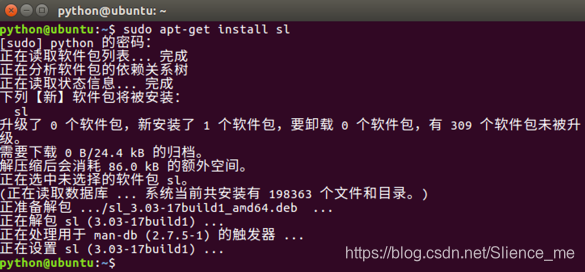 python@ubuntu: ~
python@ubuntu:~$ sudo apt-get install sl
[sudo] python 的密码：
正在读取软件包列表... 完成
正在分析软件包的依赖关系树
正在读取状态信息... 完成
下列【新】软件包将被安装：
sl
升级了 0 个软件包，新安装了 1 个软件包，要卸载 0 个软件包，有 309 个软件包未被升
级。
需要下载 0 B/24.4 kB 的归档。
解压缩后会消耗 86.0 kB 的额外空间。
正在选中未选择的软件包 sl。
(正在读取数据库 ... 系统当前共安装有 198363 个文件和目录。)
正准备解包 .../sl_3.03-17build1_amd64.deb  ...
正在解包 sl (3.03-17build1) ...
正在处理用于 man-db (2.7.5-1) 的触发器 ...
正在设置 sl (3.03-17build1) ...
python@ubuntu:~$
https://blog.csdn.net/Slience_me